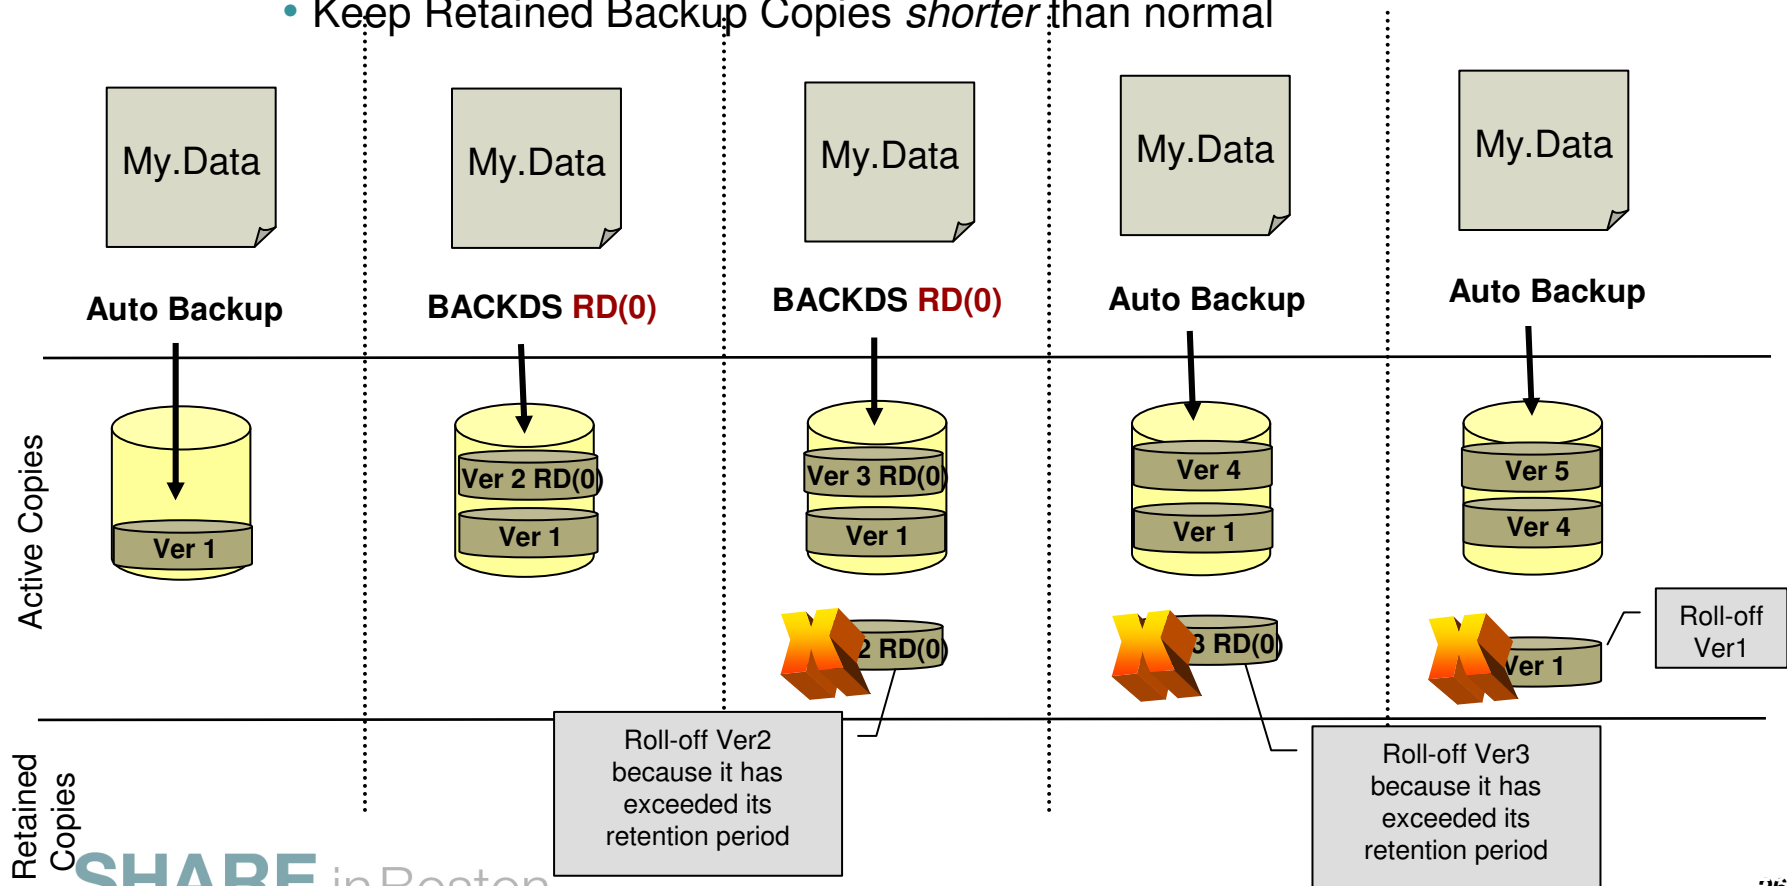 • Keep Retained Backup Copies shorter than normal
My.Data
My.Data
My.Data
My.Data
My.Data
Auto Backup
BACKDS RD(0)
BACKDS RD(0)
Auto Backup
Auto Backup
Active Copies
Ver 1
Ver 2 RD(0)
Ver 1
Ver 3 RD(0)
Ver 1
Ver 4
Ver 1
Ver 5
Ver 4
2 RD(0)
3 RD(0)
Ver 1
Roll-off
Ver1
Roll-off Ver2
because it has
exceeded its
retention period
Roll-off Ver3
because it has
exceeded its
retention period
Retained
Copies
SHARE in Boston